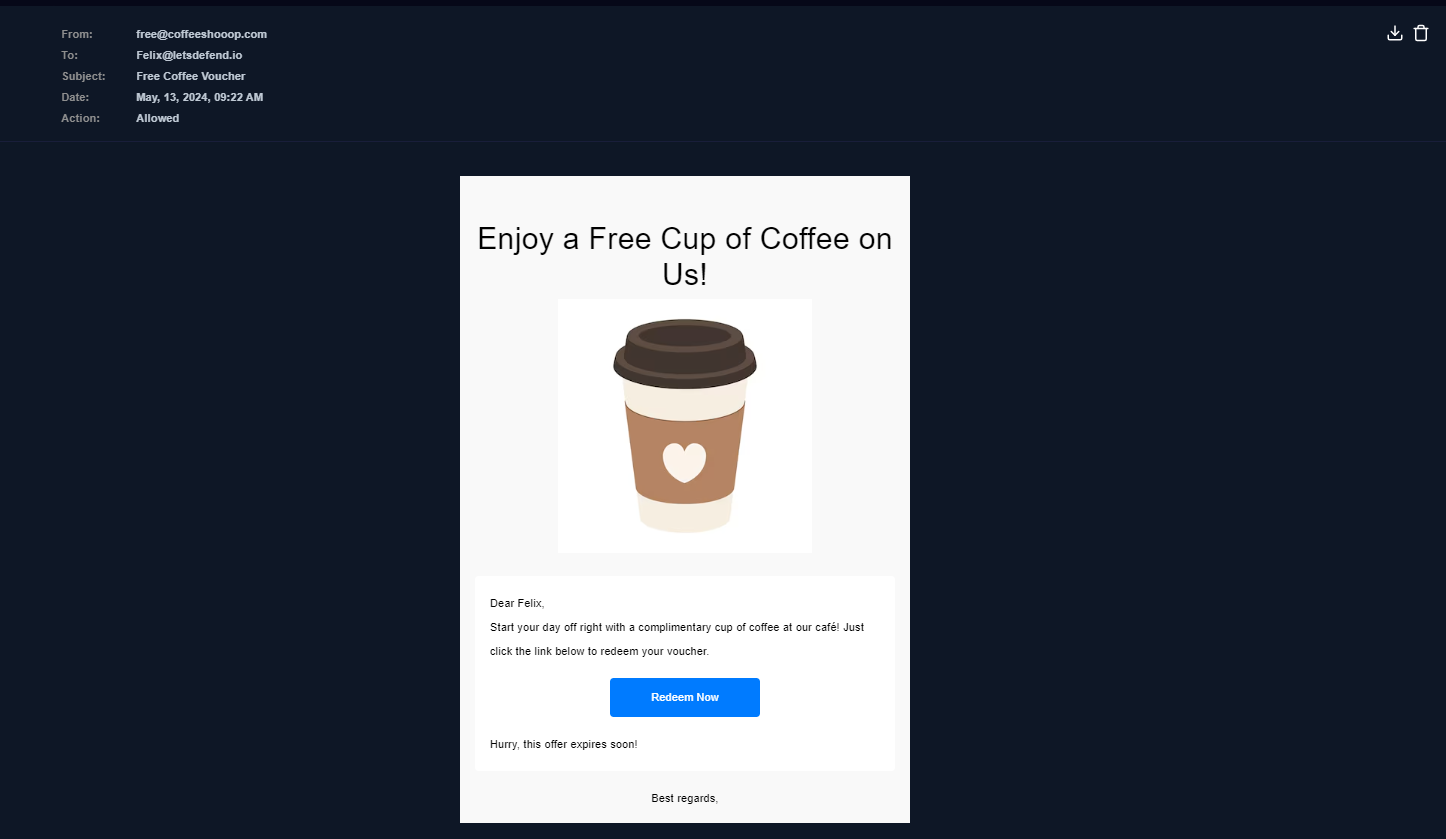 From: free@coffeeshooop.com
To: Felix@letsdefend.io
Subject: Free Coffee Voucher
Date: May, 13, 2024, 09:22 AM
Action: Allowed
Enjoy a Free Cup of Coffee on
Us!
Dear Felix,
Start your day off right with a complimentary cup of coffee at our café! Just
click the link below to redeem your voucher.
Redeem Now
Hurry, this offer expires soon!
Best regards,